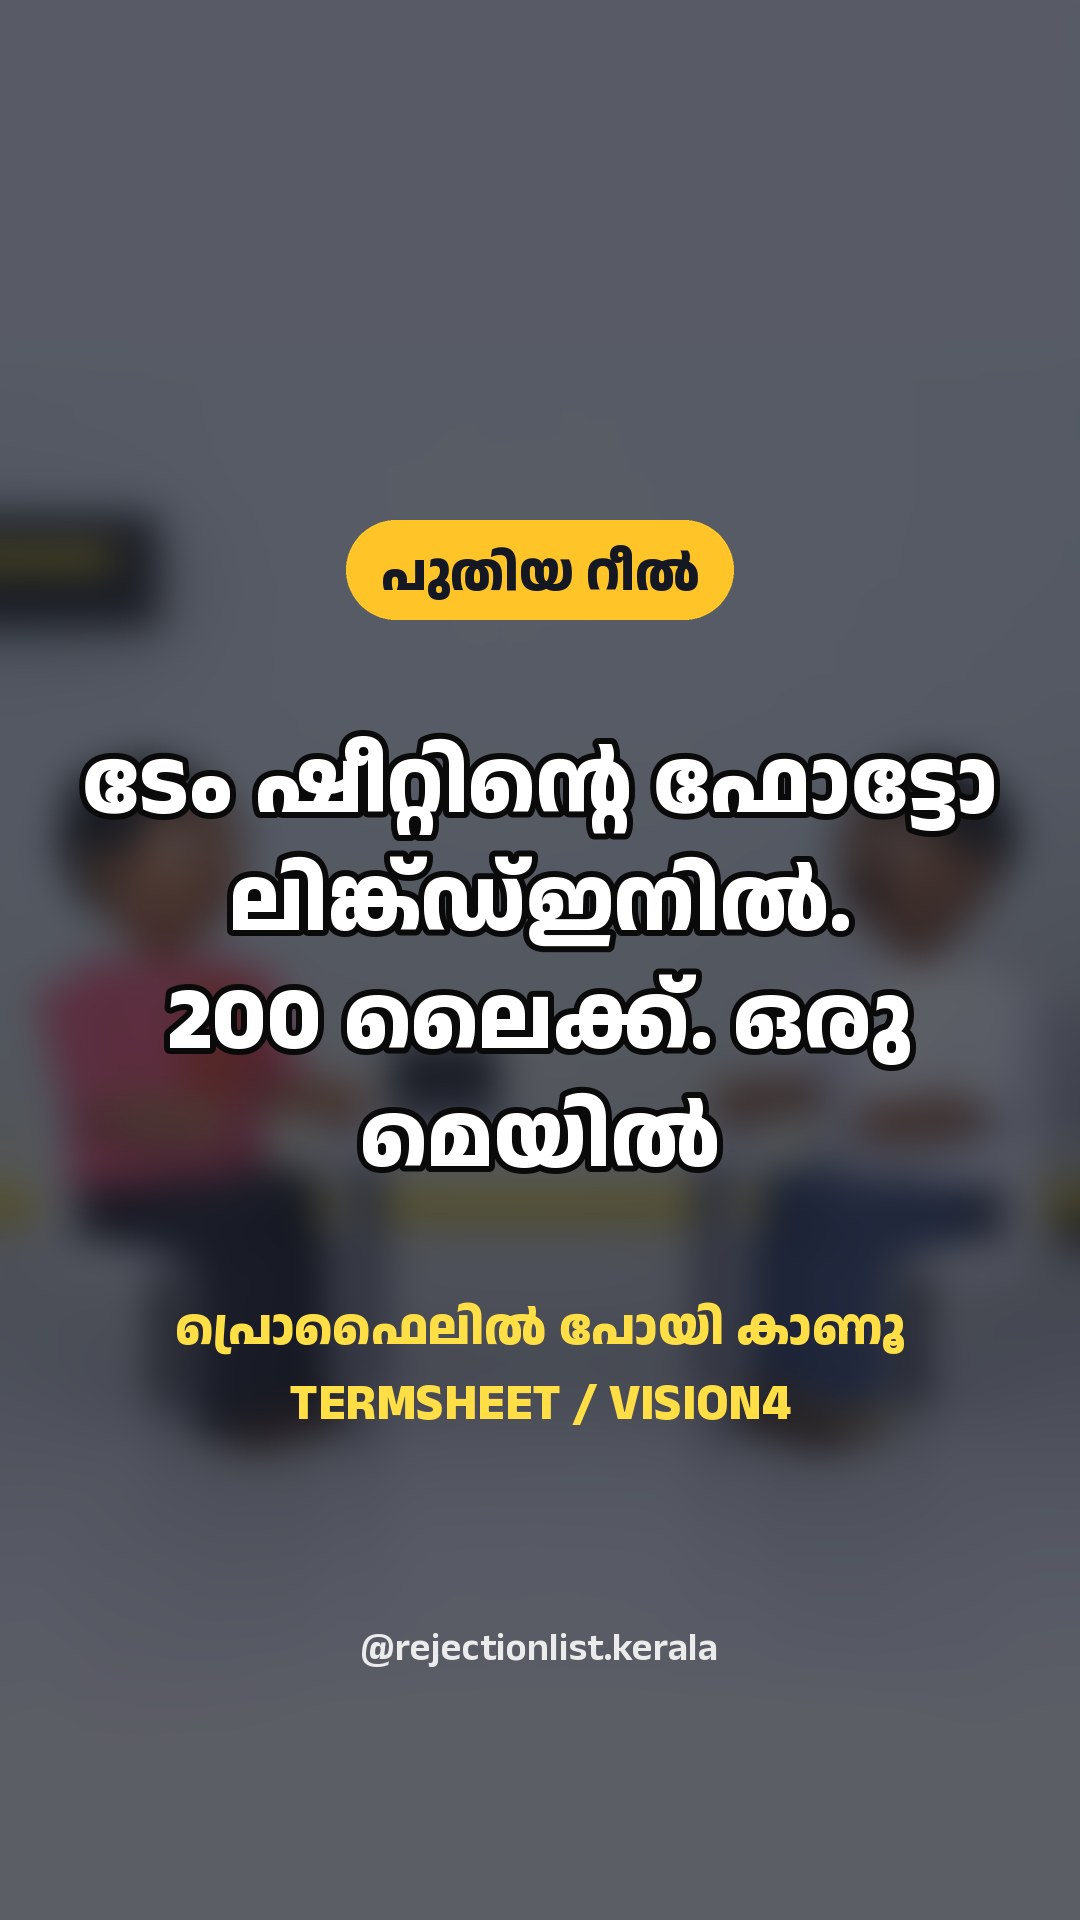 പുതിയ റീൽ
ടേം ഷീറ്റിന്റെ ഫോട്ടോ
ലിങ്ക്ഡ്ഇനിൽ.
200 ലൈക്ക്. ഒരു
മെയിൽ
പ്രൊഫൈലിൽ പോയി കാണൂ
TERMSHEET / VISION4
@rejectionlist.kerala